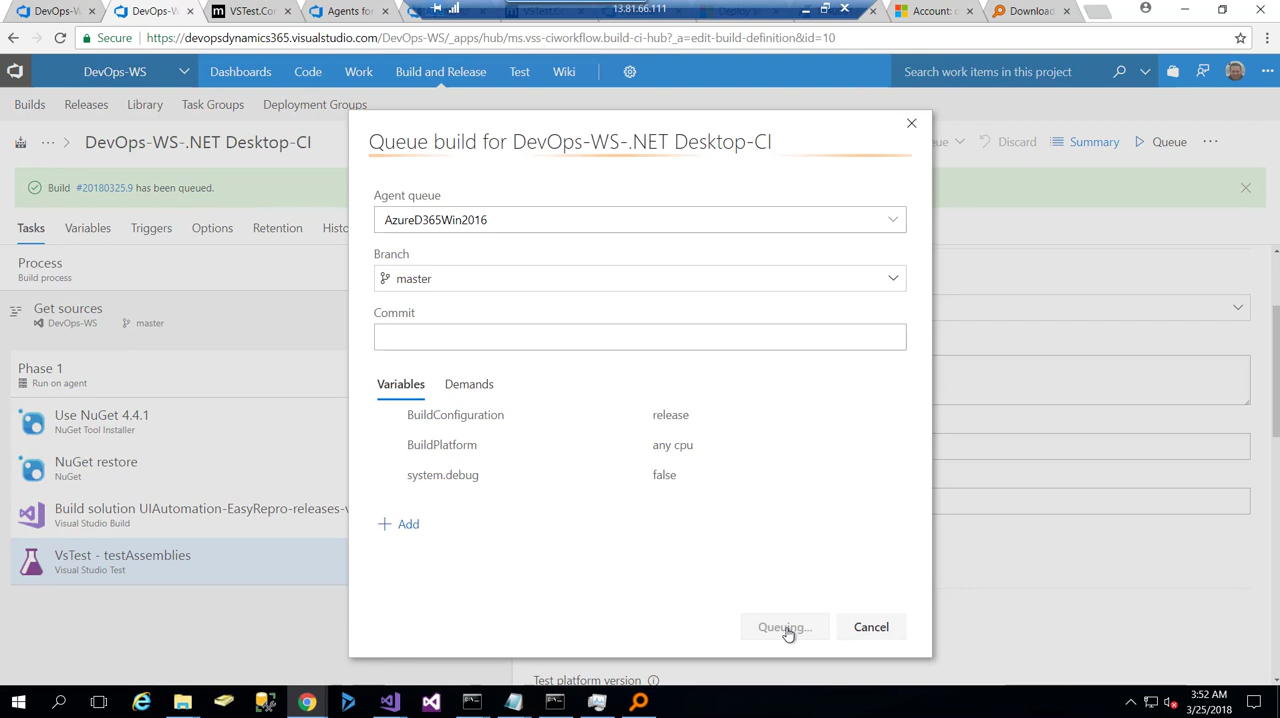 DevOps-W
DevOps-W
VSTest.Cor
Agents for
13.81.66.111
Deploy s
Account:
Download
Secure https://devopsdynamics365.visualstudio.com/DevOps-WS/_apps/hub/ms.vss-ciworkflow.build-ci-hub?_a=edit-build-definition&id=10
DevOps-WS Dashboards Code Work Build and Release Test Wiki Search work items in this project
Builds Releases Library Task Groups Deployment Groups
DevOps-WS-.NET Desktop-CI Discard Summary Queue
Build #20180325.9 has been queued.
Tasks Variables Triggers Options Retention Histo
Process
Build process
Get sources
DevOps-WS master
Phase 1
Run on agent
Use NuGet 4.4.1
NuGet Tool Installer
NuGet restore
NuGet
Build solution UIAutomation-EasyRepro-releases-v
Visual Studio Build
VsTest - testAssemblies
Visual Studio Test
Queue build for DevOps-WS-.NET Desktop-CI
Agent queue
AzureD365Win2016
Branch
master
Commit
Variables Demands
BuildConfiguration release
BuildPlatform any cpu
system.debug false
Add
Queuing... Cancel
Test platform version
3:52 AM
3/25/2018